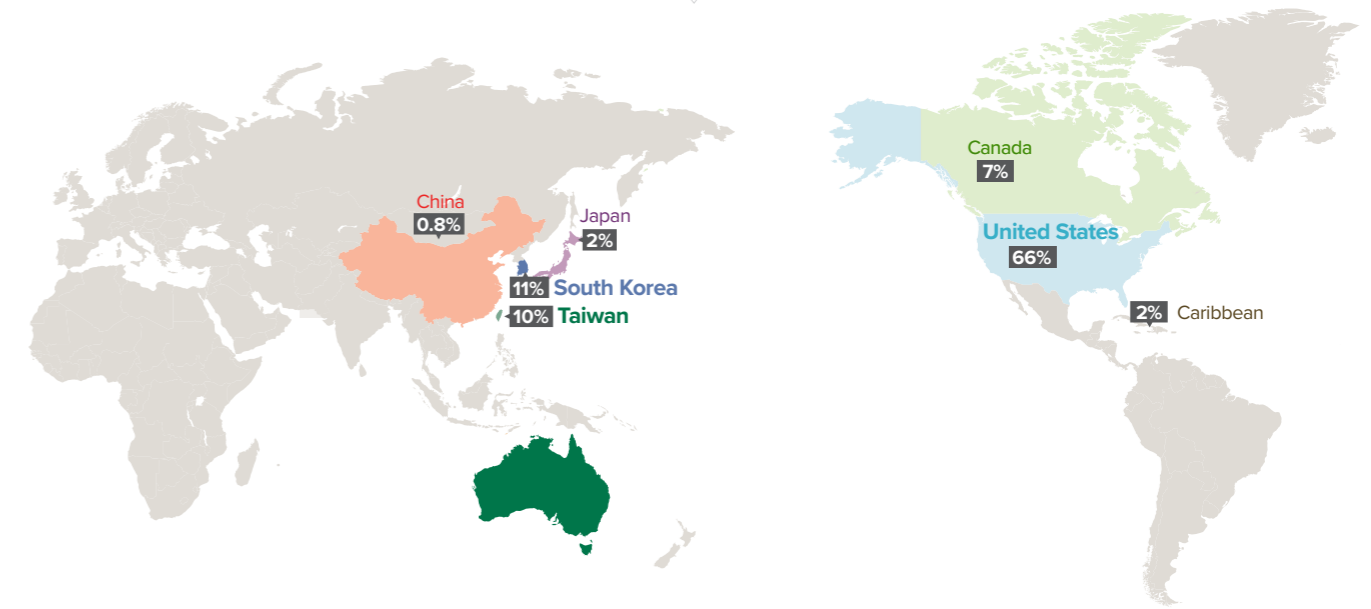 China
0.8%
Japan
2%
11% South Korea
10% Taiwan
Canada
7%
United States
66%
2% Caribbean